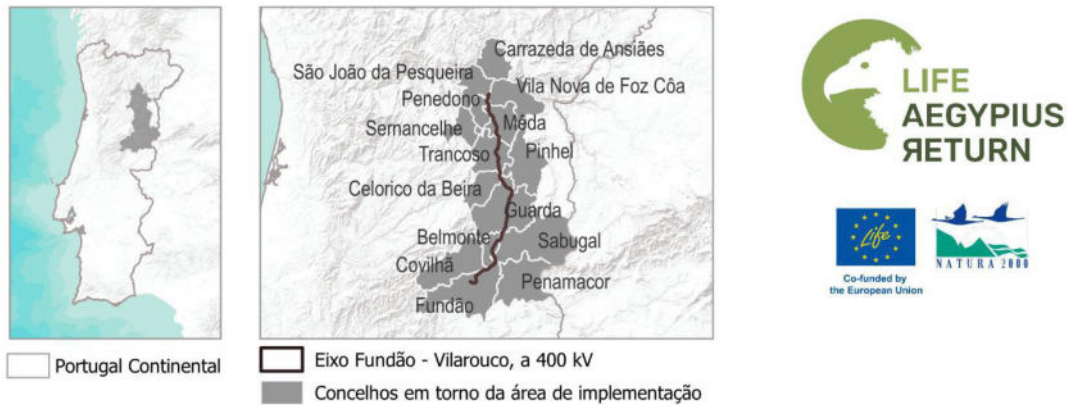 Carrazeda de Ansiães
São João da Pesqueira
Vila Nova de Foz Côa
Penedono
Mêda
Sernancelhe
Trancoso
Pinhel
Celorico da Beira
Guarda
Belmonte
Sabugal
Covilhã
Penamacor
Fundão
Portugal Continental
Eixo Fundão - Vilarouco, a 400 kV
Concelhos em torno da área de implementação
LIFE
AEGYPIUS
ЯETURN
Life
Co-funded by
the European Union
NATURA 2000